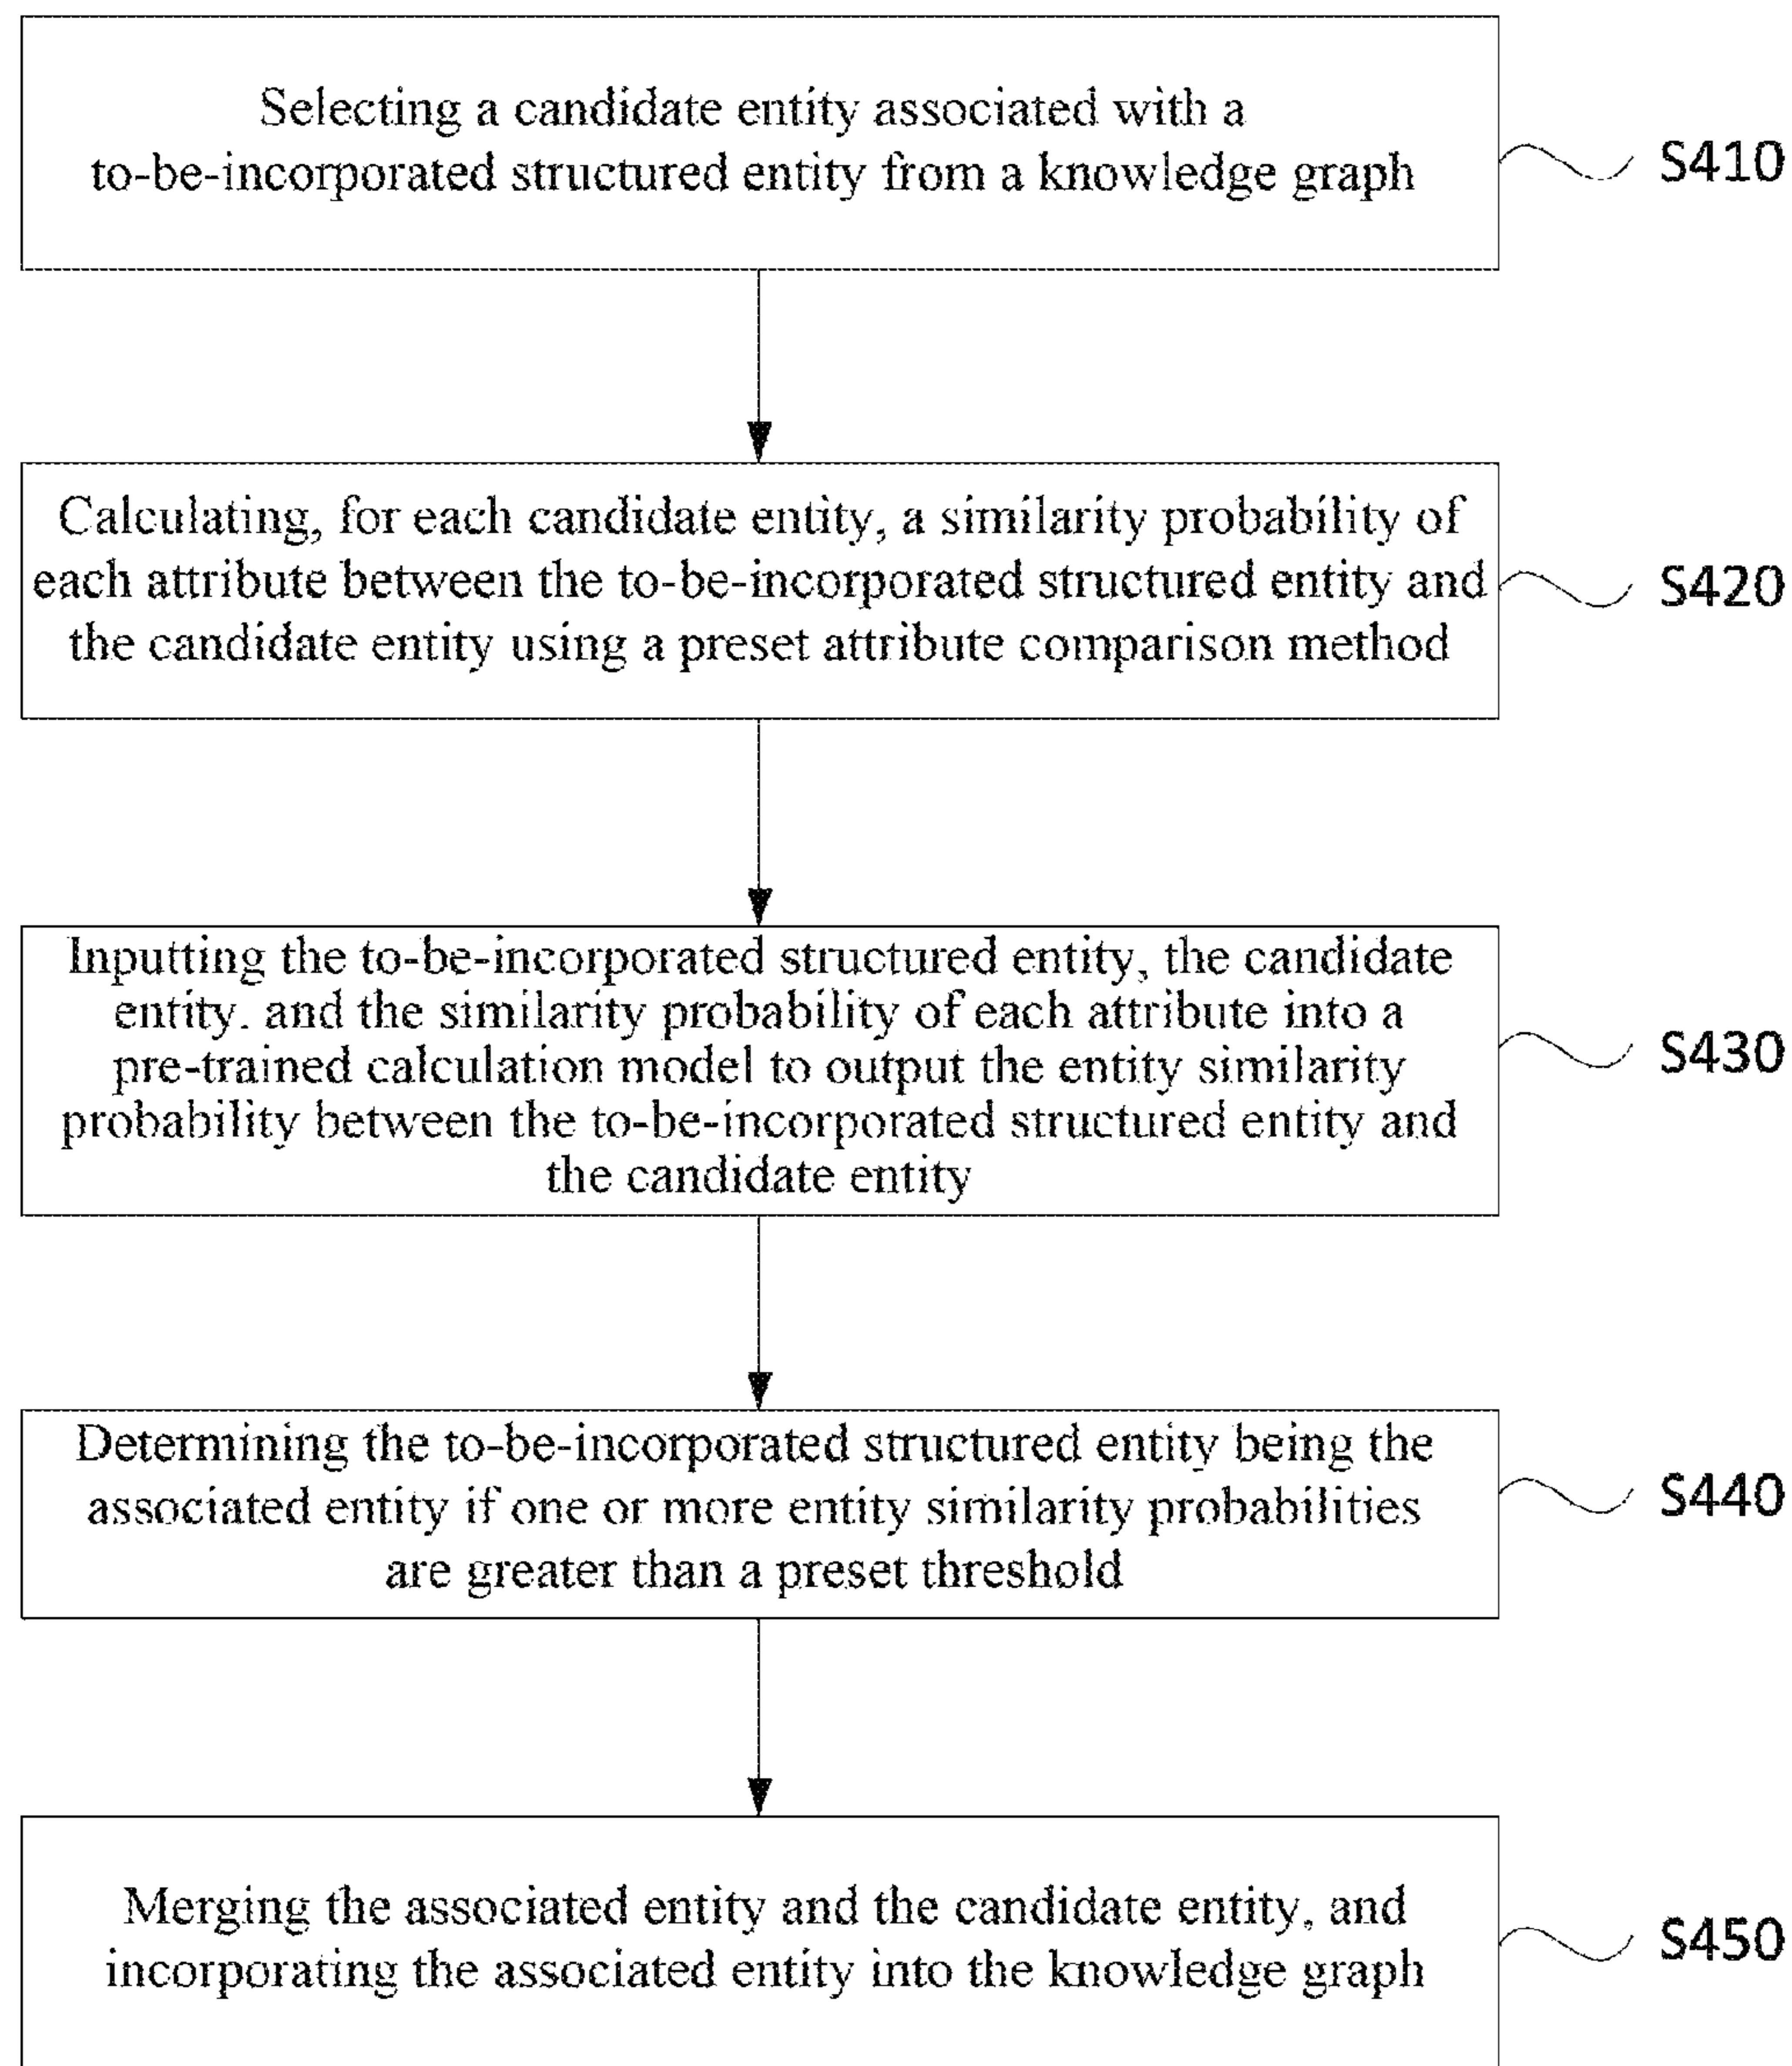 Selecting a candidate entity associated with a
to-be-incorporated structured entity from a knowledge graph
S410
Calculating, for each candidate entity, a similarity probability of
each attribute between the to-be-incorporated structured entity and
the candidate entity using a preset attribute comparison method
S420
Inputting the to-be-incorporated structured entity, the candidate
entity. and the similarity probability of each attribute into a
pre-trained calculation model to output the entity similarity
probability between the to-be-incorporated structured entity and
the candidate entity
S430
Determining the to-be-incorporated structured entity being the
associated entity if one or more entity similarity probabilities
are greater than a preset threshold
S440
Merging the associated entity and the candidate entity, and
incorporating the associated entity into the knowledge graph
S450